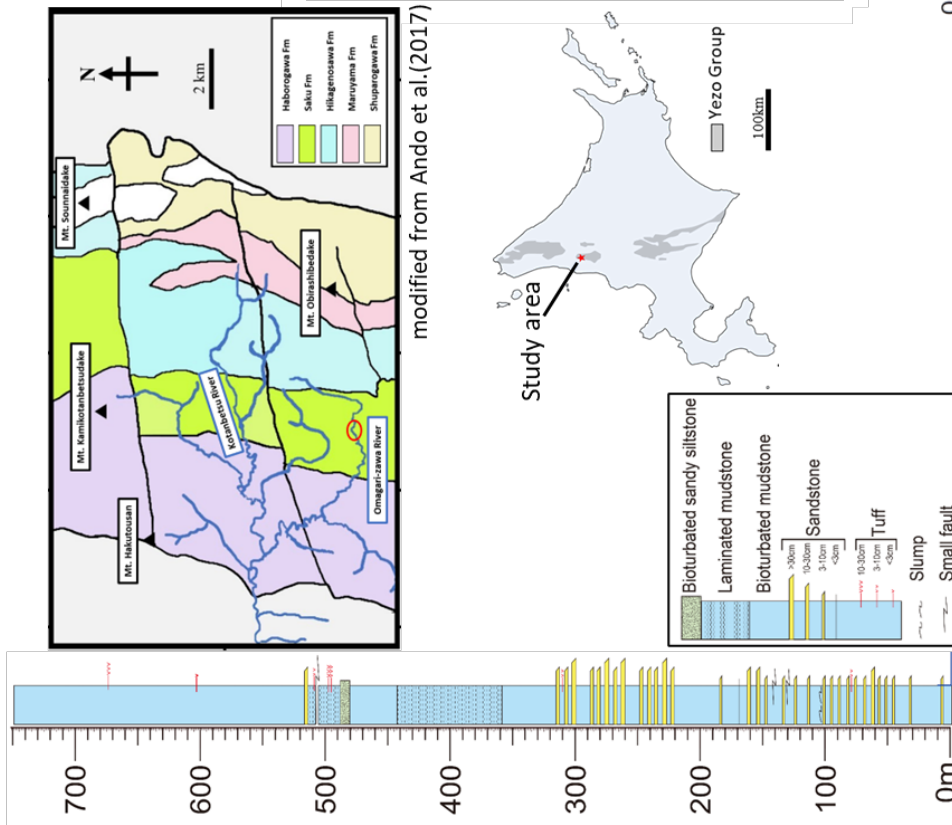 N
2 km
Haborogawa Fm
Saku Fm
Hikagenosawa Fm
Maruyama Fm
Shuparogawa Fm
Mt. Sounnaidake
Mt. Kamikotanbetsudake
Mt. Hakutousan
Mt. Obirashibedake
Kotanbetsu River
Omagari-zawa River
modified from Ando et al.(2017)
Study area
Yezo Group
100km
Bioturbated sandy siltstone
Laminated mudstone
Bioturbated mudstone
>30cm
10-30cm
3-10cm
<3cm
Sandstone
10-30cm
3-10cm
<3cm
Tuff
Slump
Small fault
700
600
500
400
300
200
100
0m